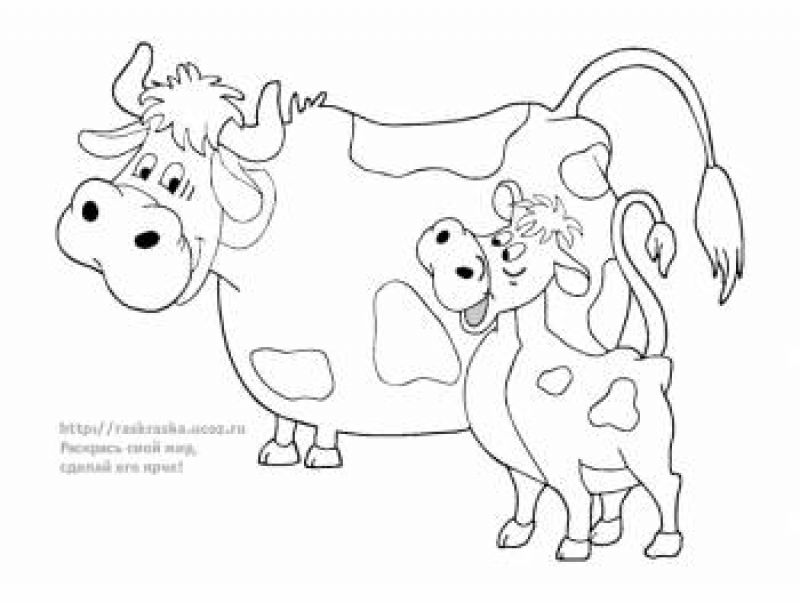 http://raskraska.ucoz.ru
Раскрась свой мир,
сделай его ярче!